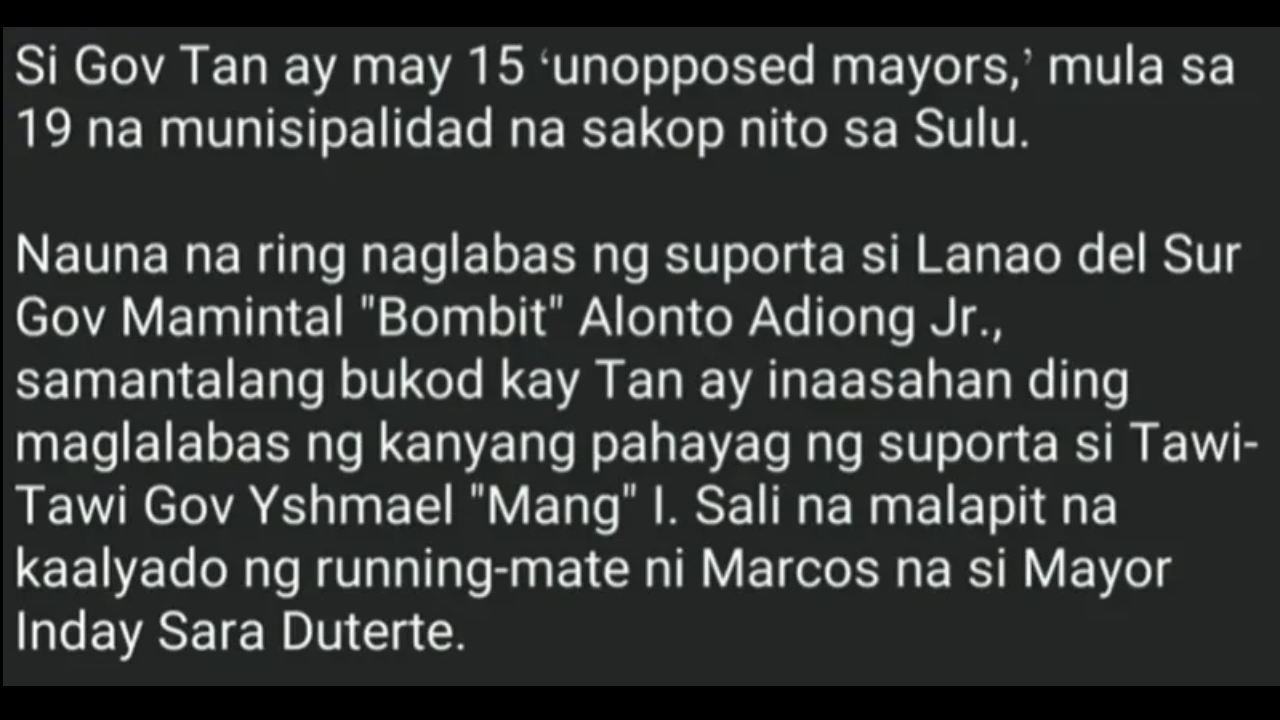 Si Gov Tan ay may 15 ‘unopposed mayors,’ mula sa
19 na munisipalidad na sakop nito sa Sulu.
Nauna na ring naglabas ng suporta si Lanao del Sur
Gov Mamintal "Bombit" Alonto Adiong Jr.,
samantalang bukod kay Tan ay inaasahan ding
maglalabas ng kanyang pahayag ng suporta si Tawi-
Tawi Gov Yshmael "Mang" I. Sali na malapit na
kaalyado ng running-mate ni Marcos na si Mayor
Inday Sara Duterte.